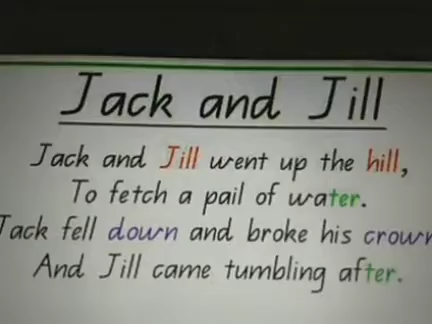 Jack and Jill
Jack and Jill went up the hill,
To fetch a pail of water.
Jack fell down and broke his crown
And Jill came tumbling after.